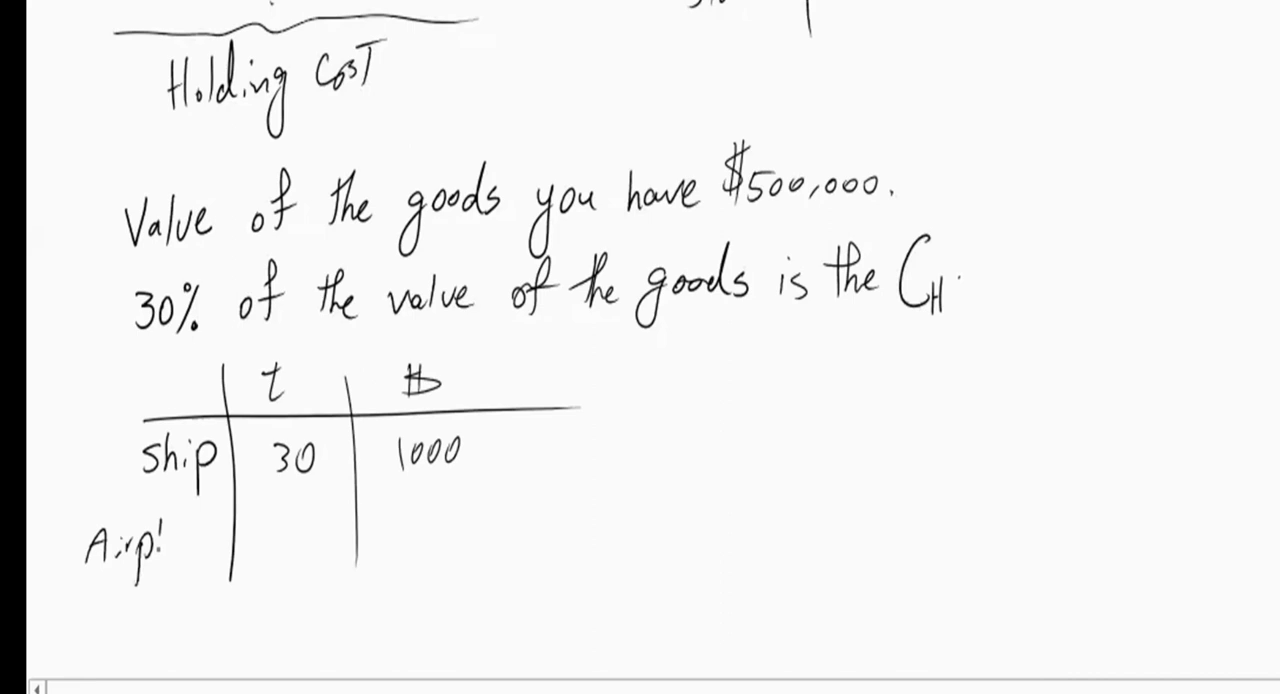 Holding Cost
Value of the goods you have $500,000.
30% of the value of the goods is the CH.
t $
Ship 30 1000
Airpl